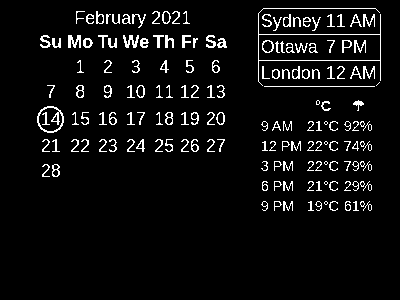 February 2021
Su Mo Tu We Th Fr Sa
1 2 3 4 5 6
7 8 9 10 11 12 13
14 15 16 17 18 19 20
21 22 23 24 25 26 27
28
Sydney 11 AM
Ottawa 7 PM
London 12 AM
°C ☂
9 AM 21°C 92%
12 PM 22°C 74%
3 PM 22°C 79%
6 PM 21°C 29%
9 PM 19°C 61%